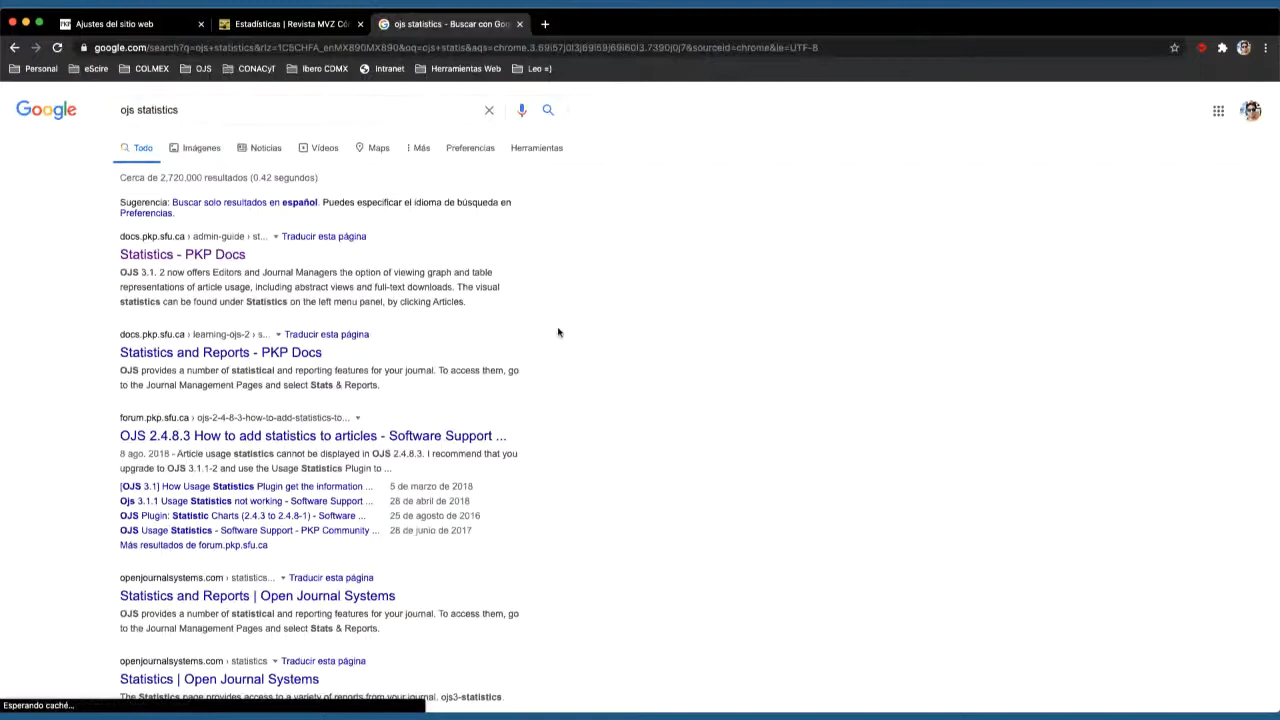 PKP Ajustes del sitio web
Estadísticas | Revista MVZ Có
ojs statistics - Buscar con Goo
google.com/search?q=ojs+statistics&rlz=1C5CHFA_enMX890MX890&oq=ojs+statis&aqs=chrome.3.69i57j0l3j69i59j69i60l3.7390j0j7&sourceid=chrome&ie=UTF-8
Personal eScire COLMEX OJS CONACyT Ibero CDMX Intranet Herramientas Web Leo =)
Google
ojs statistics
Todo Imágenes Noticias Vídeos Maps Más Preferencias Herramientas
Cerca de 2,720,000 resultados (0.42 segundos)
Sugerencia: Buscar solo resultados en español. Puedes especificar el idioma de búsqueda en
Preferencias.
docs.pkp.sfu.ca › admin-guide › st... Traducir esta página
Statistics - PKP Docs
OJS 3.1. 2 now offers Editors and Journal Managers the option of viewing graph and table
representations of article usage, including abstract views and full-text downloads. The visual
statistics can be found under Statistics on the left menu panel, by clicking Articles.
docs.pkp.sfu.ca › learning-ojs-2 › s... Traducir esta página
Statistics and Reports - PKP Docs
OJS provides a number of statistical and reporting features for your journal. To access them, go
to the Journal Management Pages and select Stats & Reports.
forum.pkp.sfu.ca › ojs-2-4-8-3-how-to-add-statistics-to...
OJS 2.4.8.3 How to add statistics to articles - Software Support ...
8 ago. 2018 - Article usage statistics cannot be displayed in OJS 2.4.8.3. I recommend that you
upgrade to OJS 3.1.1-2 and use the Usage Statistics Plugin to ...
[OJS 3.1] How Usage Statistics Plugin get the information ... 5 de marzo de 2018
Ojs 3.1.1 Usage Statistics not working - Software Support ... 28 de abril de 2018
OJS Plugin: Statistic Charts (2.4.3 to 2.4.8-1) - Software ... 25 de agosto de 2016
OJS Usage Statistics - Software Support - PKP Community ... 28 de junio de 2017
Más resultados de forum.pkp.sfu.ca
openjournalsystems.com › statistics... Traducir esta página
Statistics and Reports | Open Journal Systems
OJS provides a number of statistical and reporting features for your journal. To access them, go
to the Journal Management Pages and select Stats & Reports.
openjournalsystems.com › statistics Traducir esta página
Statistics | Open Journal Systems
The Statistics page provides access to a variety of reports from your journal. ojs3-statistics.
Esperando caché...